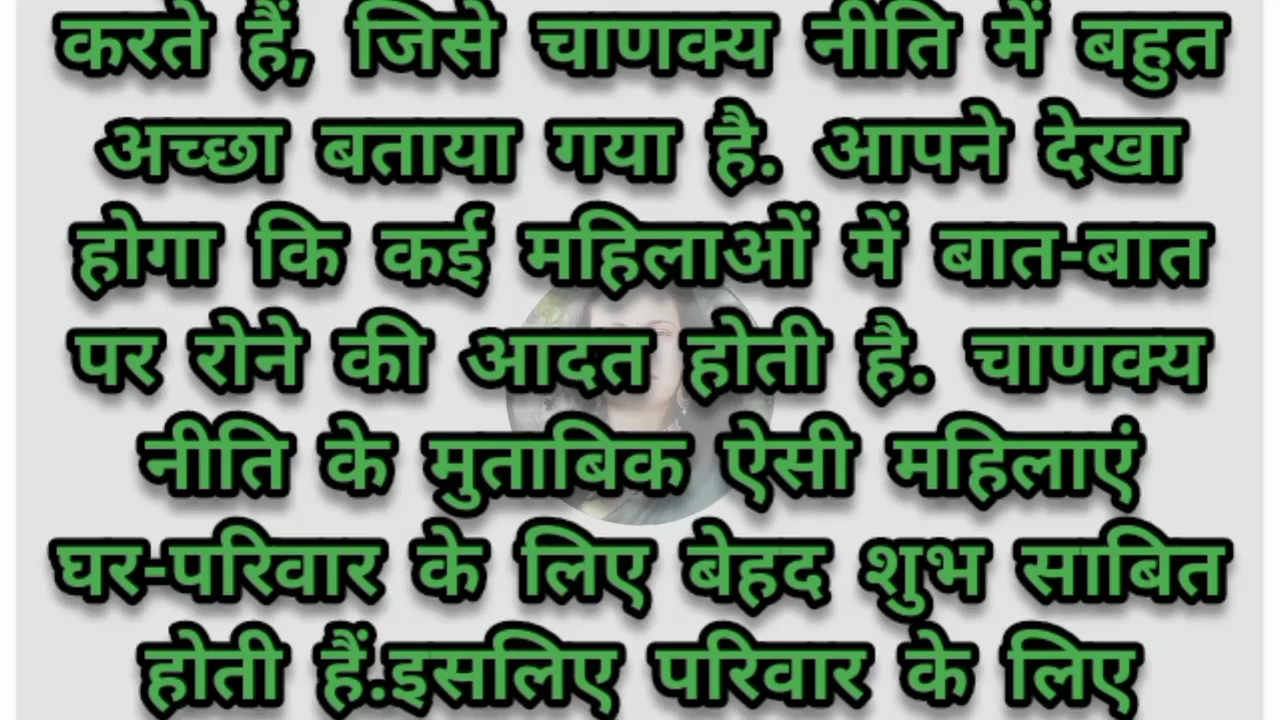 करते हैं, जिसे चाणक्य नीति में बहुत
अच्छा बताया गया है. आपने देखा
होगा कि कई महिलाओं में बात-बात
पर रोने की आदत होती है. चाणक्य
नीति के मुताबिक ऐसी महिलाएं
घर-परिवार के लिए बेहद शुभ साबित
होती हैं.इसलिए परिवार के लिए